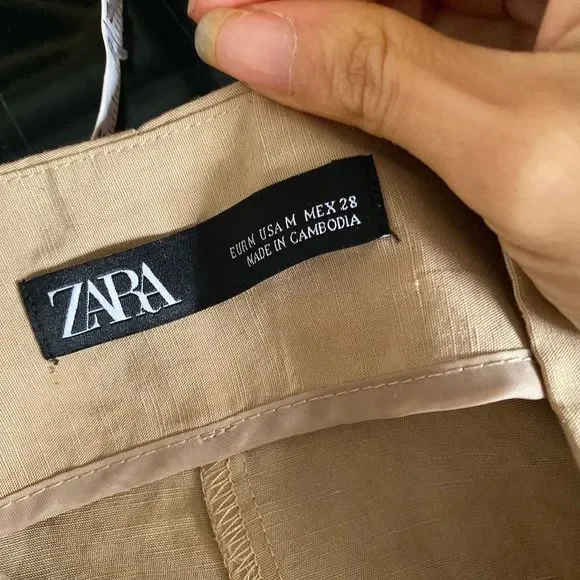 ZARA
EUR M USA M MEX 28
MADE IN CAMBODIA